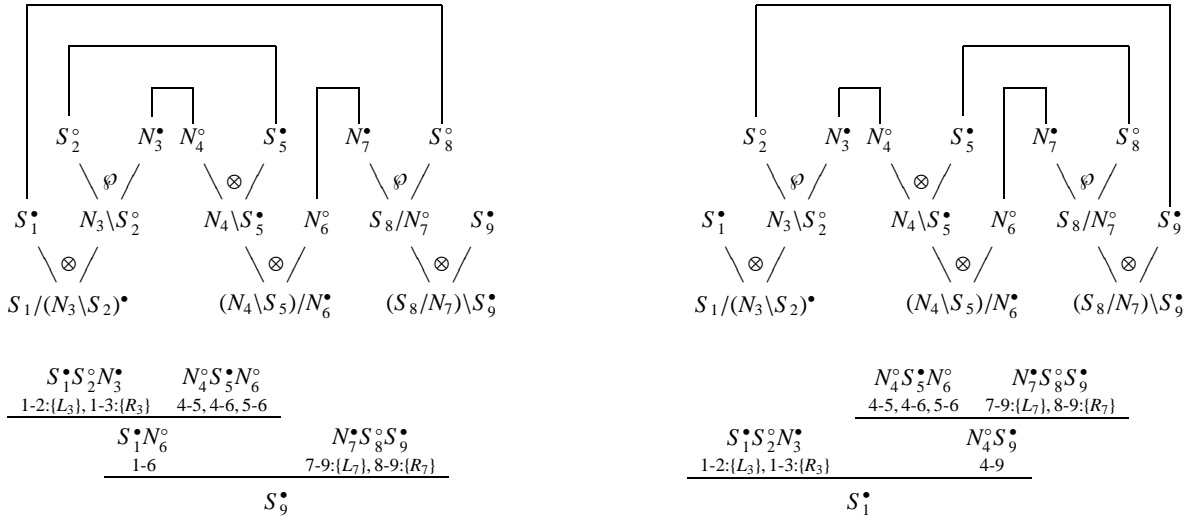 S₂° N₃• N₄° S₅• N₇• S₈° S₂° N₃• N₄° S₅• N₇• S₈°
℘ ⊗ ℘ ℘ ⊗ ℘
S₁• N₃\S₂° N₄\S₅• N₆° S₈/N₇° S₉• S₁• N₃\S₂° N₄\S₅• N₆° S₈/N₇° S₉•
⊗ ⊗ ⊗ ⊗ ⊗ ⊗
S₁/(N₃\S₂)• (N₄\S₅)/N₆• (S₈/N₇)\S₉• S₁/(N₃\S₂)• (N₄\S₅)/N₆• (S₈/N₇)\S₉•
S₁•S₂°N₃• N₄°S₅•N₆° N₄°S₅•N₆° N₇•S₈°S₉•
1-2:{L₃}, 1-3:{R₃} 4-5, 4-6, 5-6 4-5, 4-6, 5-6 7-9:{L₇}, 8-9:{R₇}
S₁•N₆° N₇•S₈°S₉• S₁•S₂°N₃• N₄°S₉•
1-6 7-9:{L₇}, 8-9:{R₇} 1-2:{L₃}, 1-3:{R₃} 4-9
S₉• S₁•